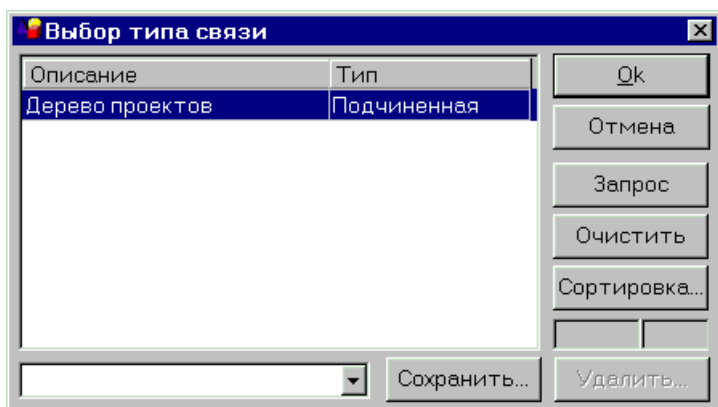 Выбор типа связи
Описание Тип
Дерево проектов Подчиненная
Ok
Отмена
Запрос
Очистить
Сортировка...
Сохранить...
Удалить...